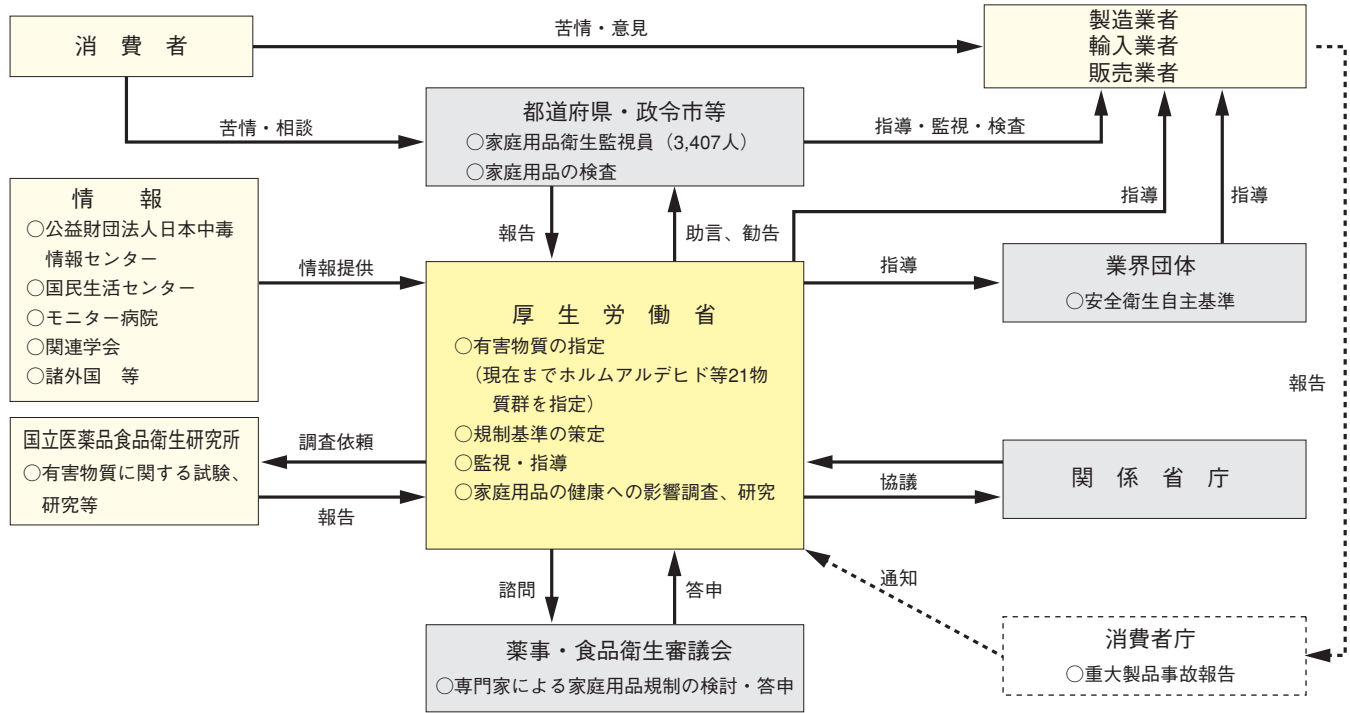 消　費　者
苦情・意見
製造業者
輸入業者
販売業者
苦情・相談
都道府県・政令市等
○家庭用品衛生監視員（3,407人）
○家庭用品の検査
指導・監視・検査
情　報
○公益財団法人日本中毒
情報センター
○国民生活センター
○モニター病院
○関連学会
○諸外国　等
情報提供
報告
助言、勧告
指導
指導
指導
業界団体
○安全衛生自主基準
厚　生　労　働　省
○有害物質の指定
（現在までホルムアルデヒド等21物
質群を指定）
○規制基準の策定
○監視・指導
○家庭用品の健康への影響調査、研究
報告
国立医薬品食品衛生研究所
○有害物質に関する試験、
研究等
調査依頼
報告
協議
関　係　省　庁
諮問
答申
通知
薬事・食品衛生審議会
○専門家による家庭用品規制の検討・答申
消費者庁
○重大製品事故報告